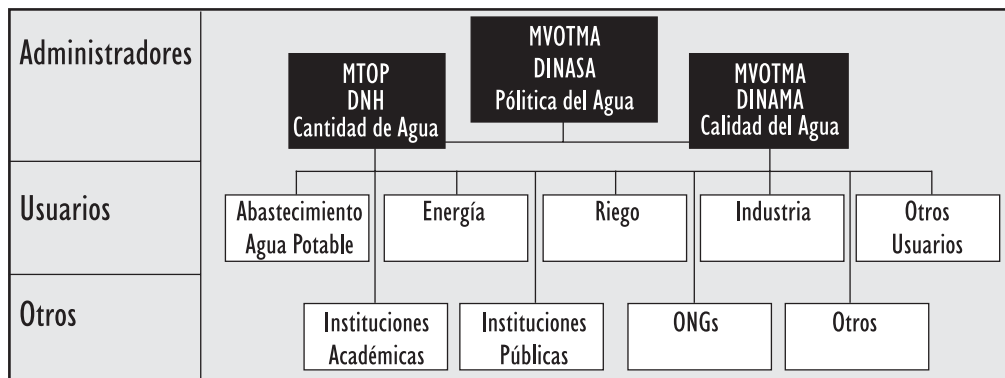 Administradores
MTOP
DNH
Cantidad de Agua
MVOTMA
DINASA
Pólitica del Agua
MVOTMA
DINAMA
Calidad del Agua
Usuarios
Abastecimiento
Agua Potable
Energía
Riego
Industria
Otros
Usuarios
Otros
Instituciones
Académicas
Instituciones
Públicas
ONGs
Otros